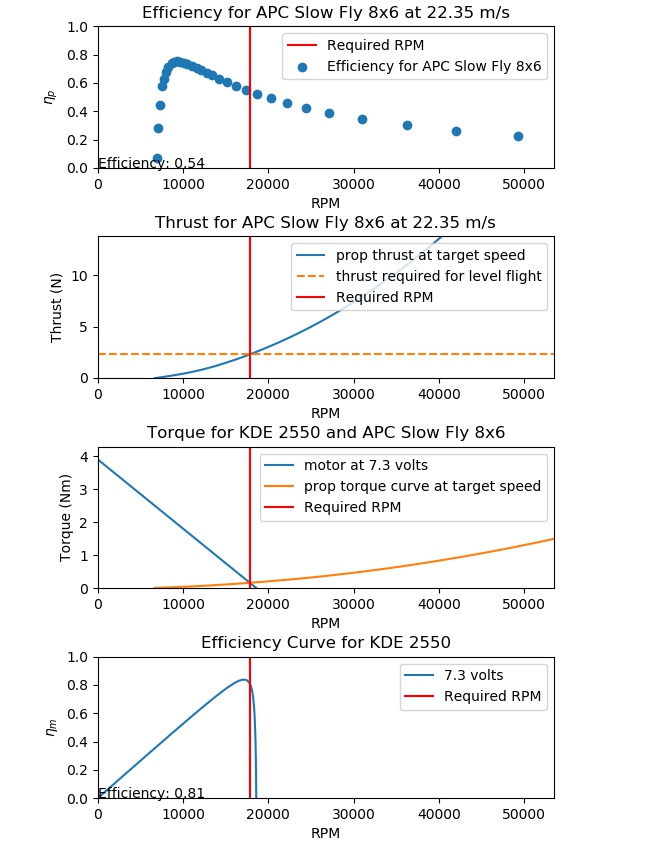 Efficiency for APC Slow Fly 8x6 at 22.35 m/s
1.0
0.8
0.6
0.4
0.2
0.0
ηp
Required RPM
Efficiency for APC Slow Fly 8x6
Efficiency: 0.54
0 10000 20000 30000 40000 50000
RPM
Thrust for APC Slow Fly 8x6 at 22.35 m/s
10
5
0
Thrust (N)
prop thrust at target speed
thrust required for level flight
Required RPM
0 10000 20000 30000 40000 50000
RPM
Torque for KDE 2550 and APC Slow Fly 8x6
4
3
2
1
0
Torque (Nm)
motor at 7.3 volts
prop torque curve at target speed
Required RPM
0 10000 20000 30000 40000 50000
RPM
Efficiency Curve for KDE 2550
1.0
0.8
0.6
0.4
0.2
0.0
ηm
7.3 volts
Required RPM
Efficiency: 0.81
0 10000 20000 30000 40000 50000
RPM